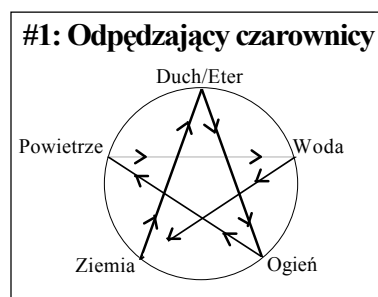 #1: Odpędzający czarownicy
Duch/Eter
Powietrze
Woda
Ziemia
Ogień